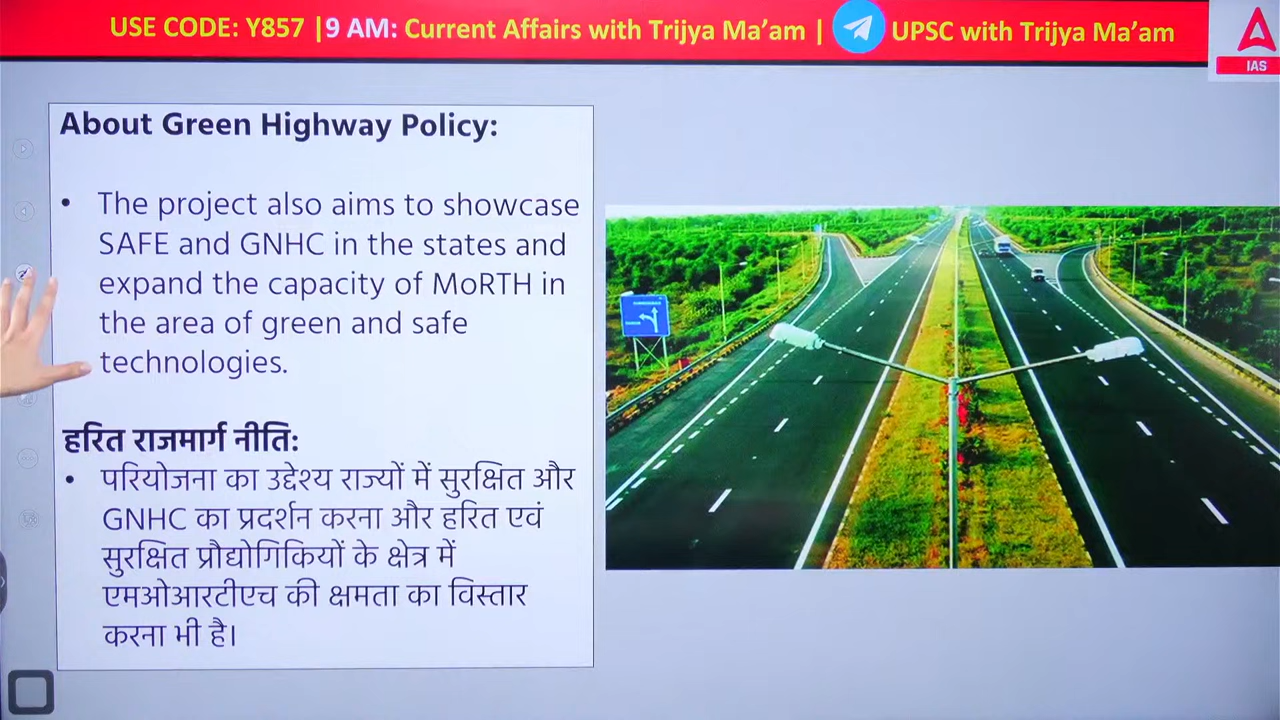 USE CODE: Y857 |9 AM: Current Affairs with Trijya Ma’am | UPSC with Trijya Ma’am
IAS
About Green Highway Policy:
• The project also aims to showcase
SAFE and GNHC in the states and
expand the capacity of MoRTH in
the area of green and safe
technologies.
हरित राजमार्ग नीति:
• परियोजना का उद्देश्य राज्यों में सुरक्षित और
GNHC का प्रदर्शन करना और हरित एवं
सुरक्षित प्रौद्योगिकियों के क्षेत्र में
एमओआरटीएच की क्षमता का विस्तार
करना भी है।